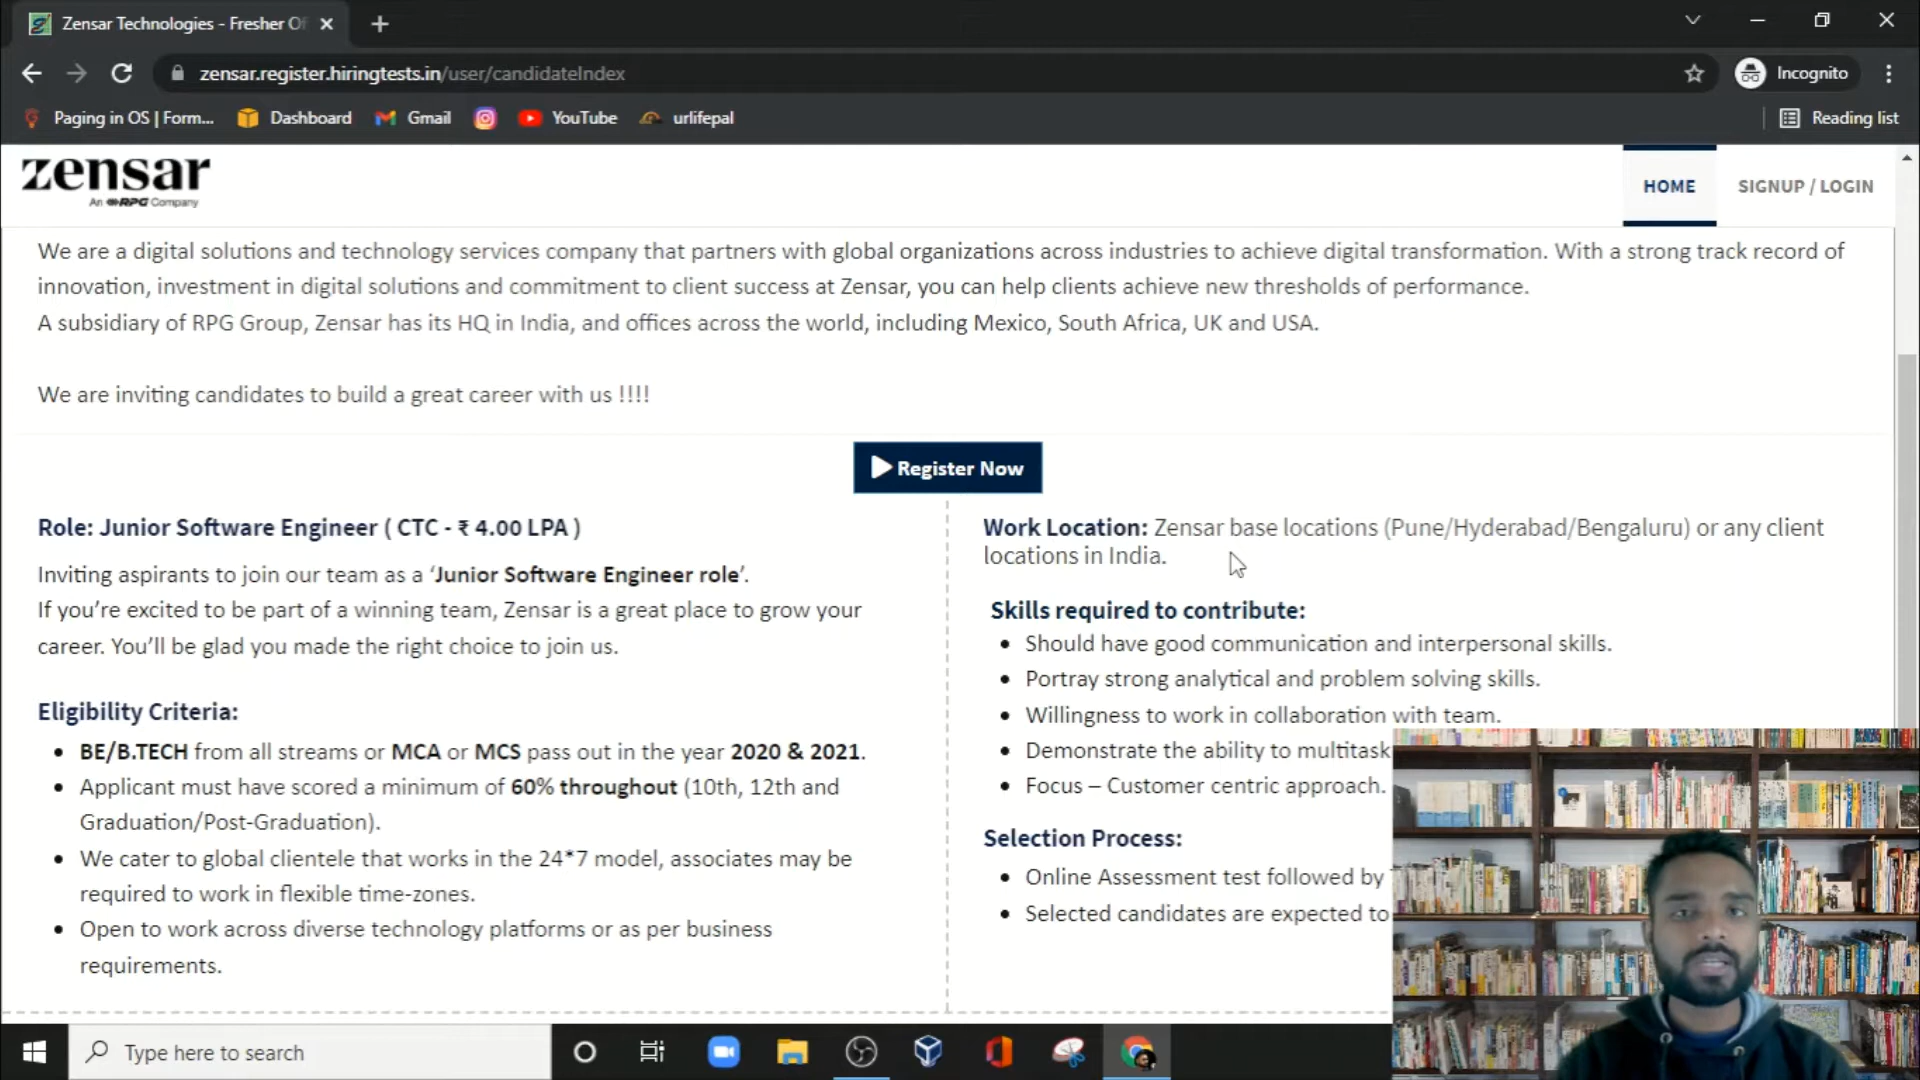 Zensar Technologies - Fresher Of
zensar.register.hiringtests.in/user/candidateIndex
Incognito
Paging in OS | Form...
Dashboard
Gmail
YouTube
urlifepal
Reading list
zensar
An RPG Company
HOME
SIGNUP / LOGIN
We are a digital solutions and technology services company that partners with global organizations across industries to achieve digital transformation. With a strong track record of
innovation, investment in digital solutions and commitment to client success at Zensar, you can help clients achieve new thresholds of performance.
A subsidiary of RPG Group, Zensar has its HQ in India, and offices across the world, including Mexico, South Africa, UK and USA.
We are inviting candidates to build a great career with us !!!!
Register Now
Role: Junior Software Engineer ( CTC - ₹ 4.00 LPA )
Inviting aspirants to join our team as a ‘Junior Software Engineer role’.
If you’re excited to be part of a winning team, Zensar is a great place to grow your
career. You’ll be glad you made the right choice to join us.
Eligibility Criteria:
• BE/B.TECH from all streams or MCA or MCS pass out in the year 2020 & 2021.
• Applicant must have scored a minimum of 60% throughout (10th, 12th and
Graduation/Post-Graduation).
• We cater to global clientele that works in the 24*7 model, associates may be
required to work in flexible time-zones.
• Open to work across diverse technology platforms or as per business
requirements.
Work Location: Zensar base locations (Pune/Hyderabad/Bengaluru) or any client
locations in India.
Skills required to contribute:
• Should have good communication and interpersonal skills.
• Portray strong analytical and problem solving skills.
• Willingness to work in collaboration with team.
• Demonstrate the ability to multitask
• Focus – Customer centric approach.
Selection Process:
• Online Assessment test followed by
• Selected candidates are expected to
Type here to search